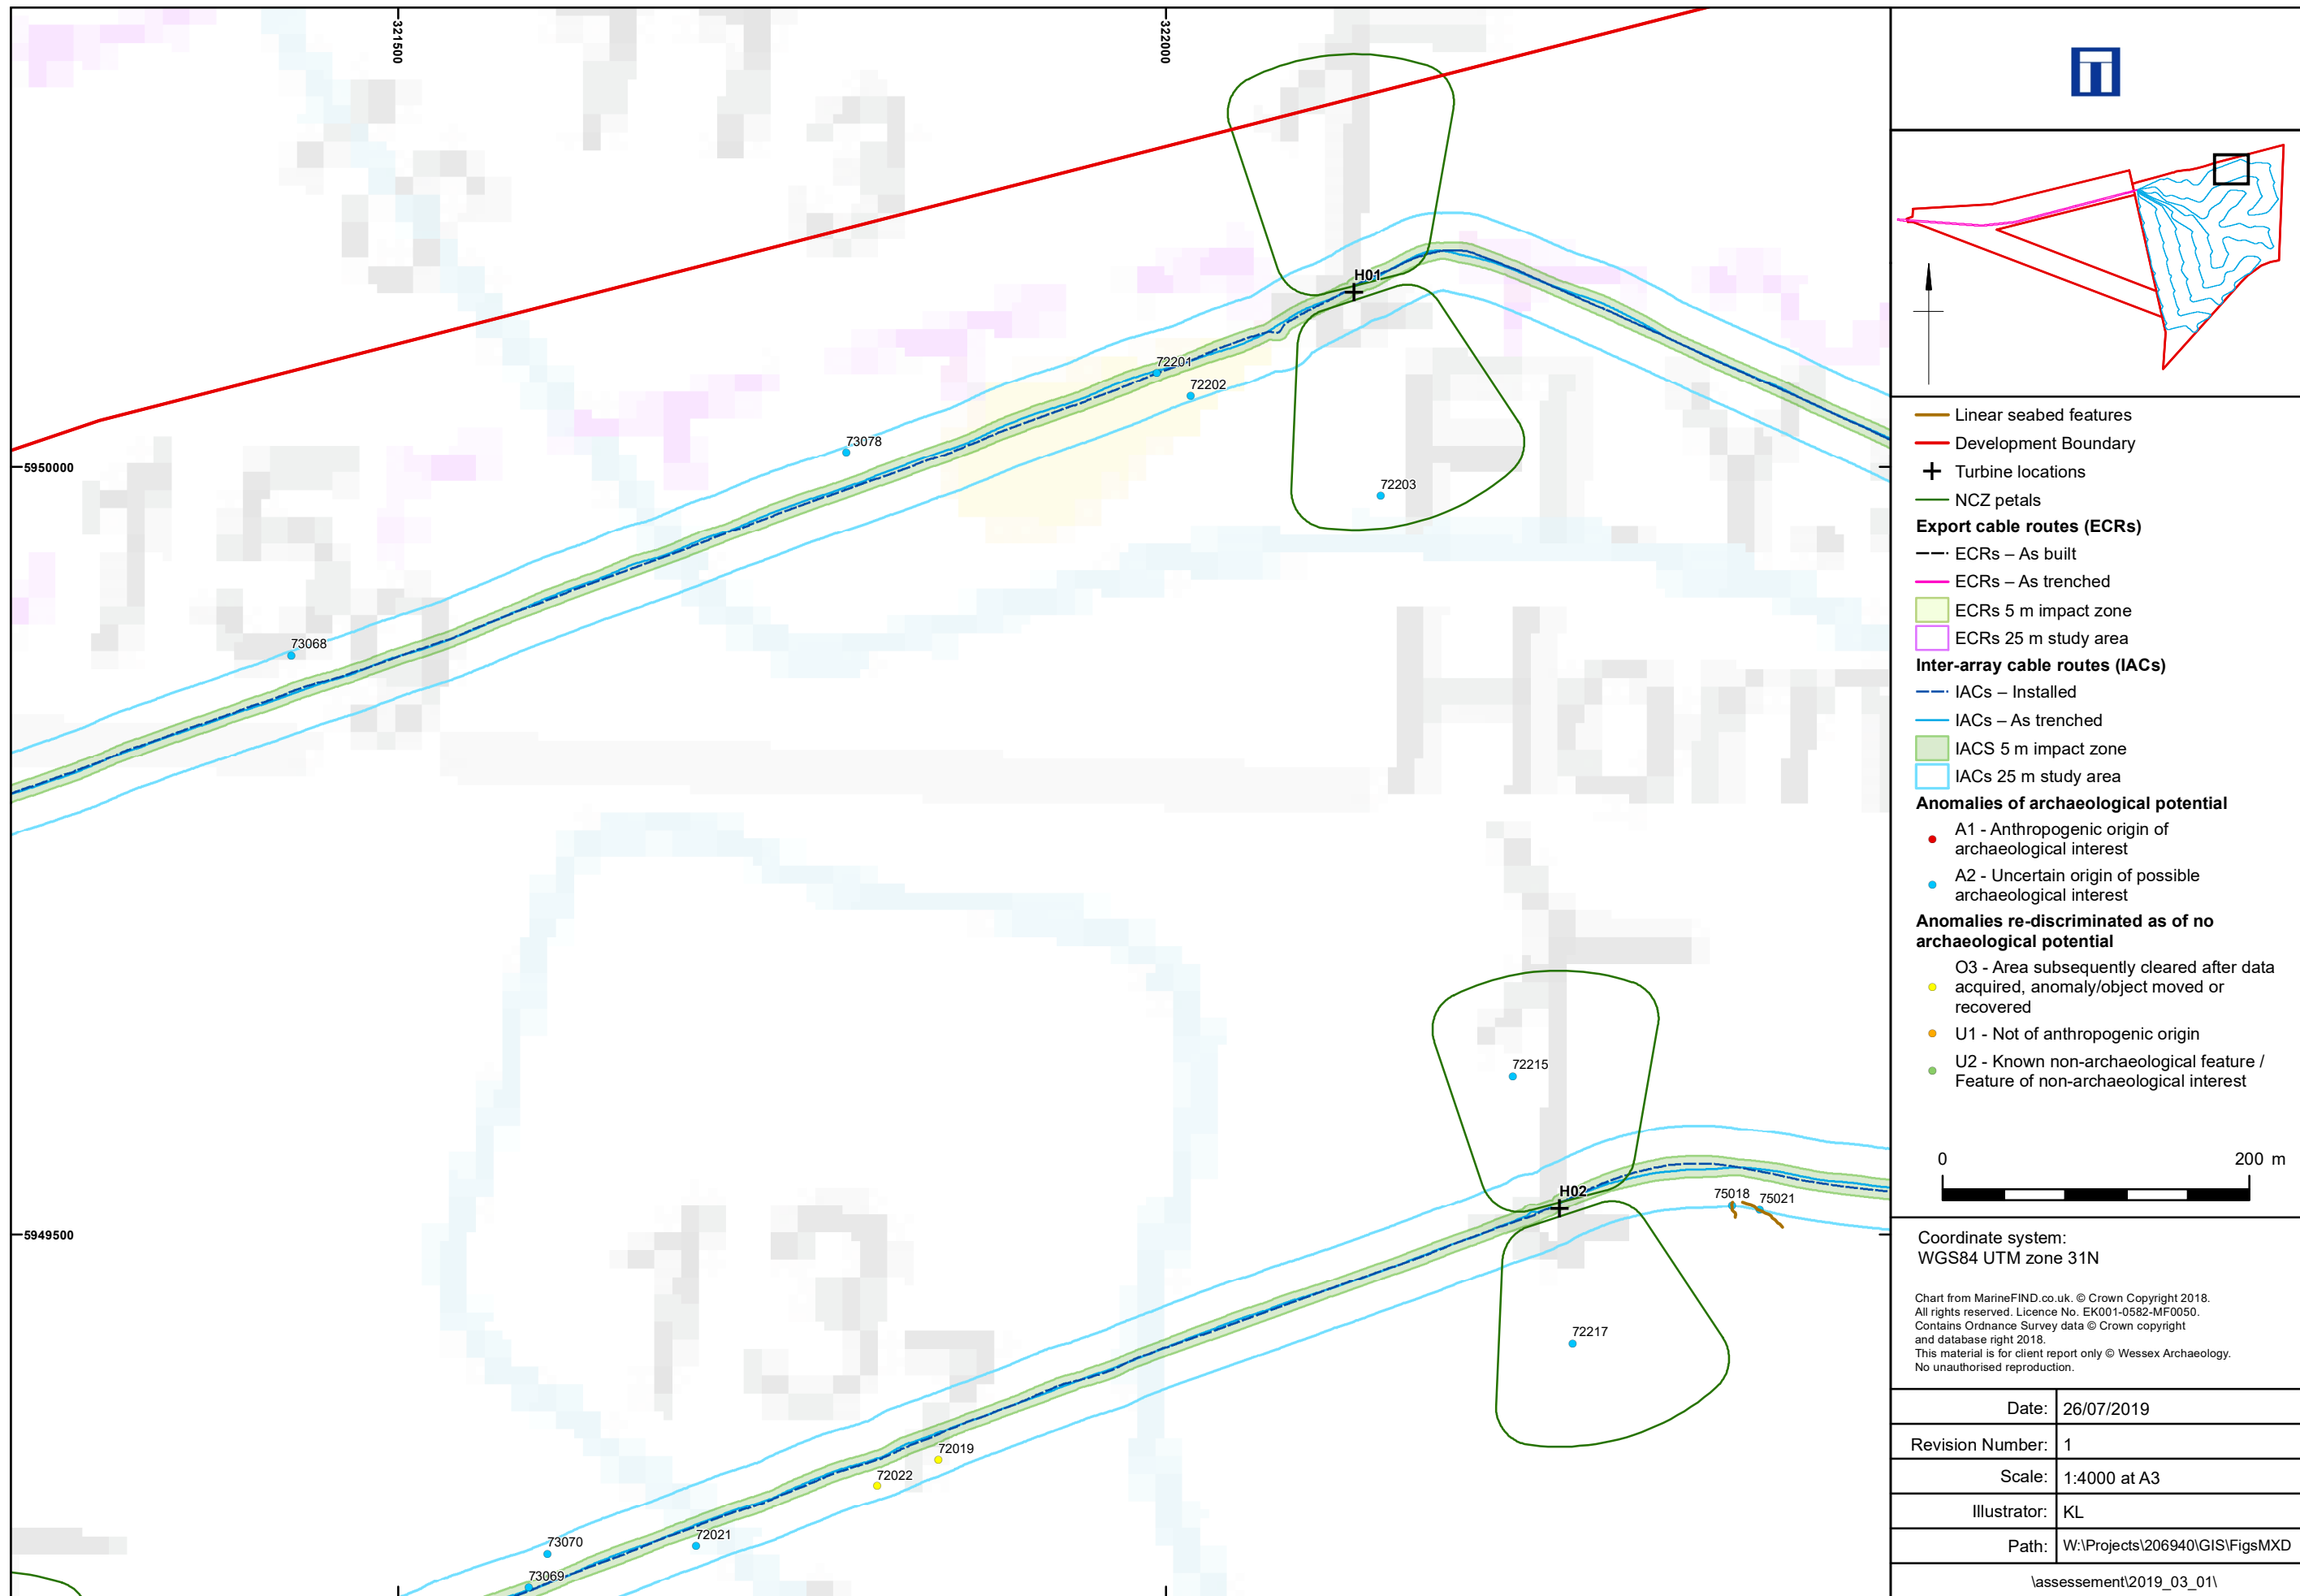 321500
322000
H01
72201
72202
73078
5950000
72203
73068
72215
H02
75018
75021
5949500
72217
72019
72022
72021
73070
73069
Linear seabed features
Development Boundary
Turbine locations
NCZ petals
Export cable routes (ECRs)
ECRs – As built
ECRs – As trenched
ECRs 5 m impact zone
ECRs 25 m study area
Inter-array cable routes (IACs)
IACs – Installed
IACs – As trenched
IACS 5 m impact zone
IACs 25 m study area
Anomalies of archaeological potential
A1 - Anthropogenic origin of
archaeological interest
A2 - Uncertain origin of possible
archaeological interest
Anomalies re-discriminated as of no
archaeological potential
O3 - Area subsequently cleared after data
acquired, anomaly/object moved or
recovered
U1 - Not of anthropogenic origin
U2 - Known non-archaeological feature /
Feature of non-archaeological interest
0 200 m
Coordinate system:
WGS84 UTM zone 31N
Chart from MarineFIND.co.uk. © Crown Copyright 2018.
All rights reserved. Licence No. EK001-0582-MF0050.
Contains Ordnance Survey data © Crown copyright
and database right 2018.
This material is for client report only © Wessex Archaeology.
No unauthorised reproduction.
Date: 26/07/2019
Revision Number: 1
Scale: 1:4000 at A3
Illustrator: KL
Path: W:\Projects\206940\GIS\FigsMXD
\assessement\2019_03_01\